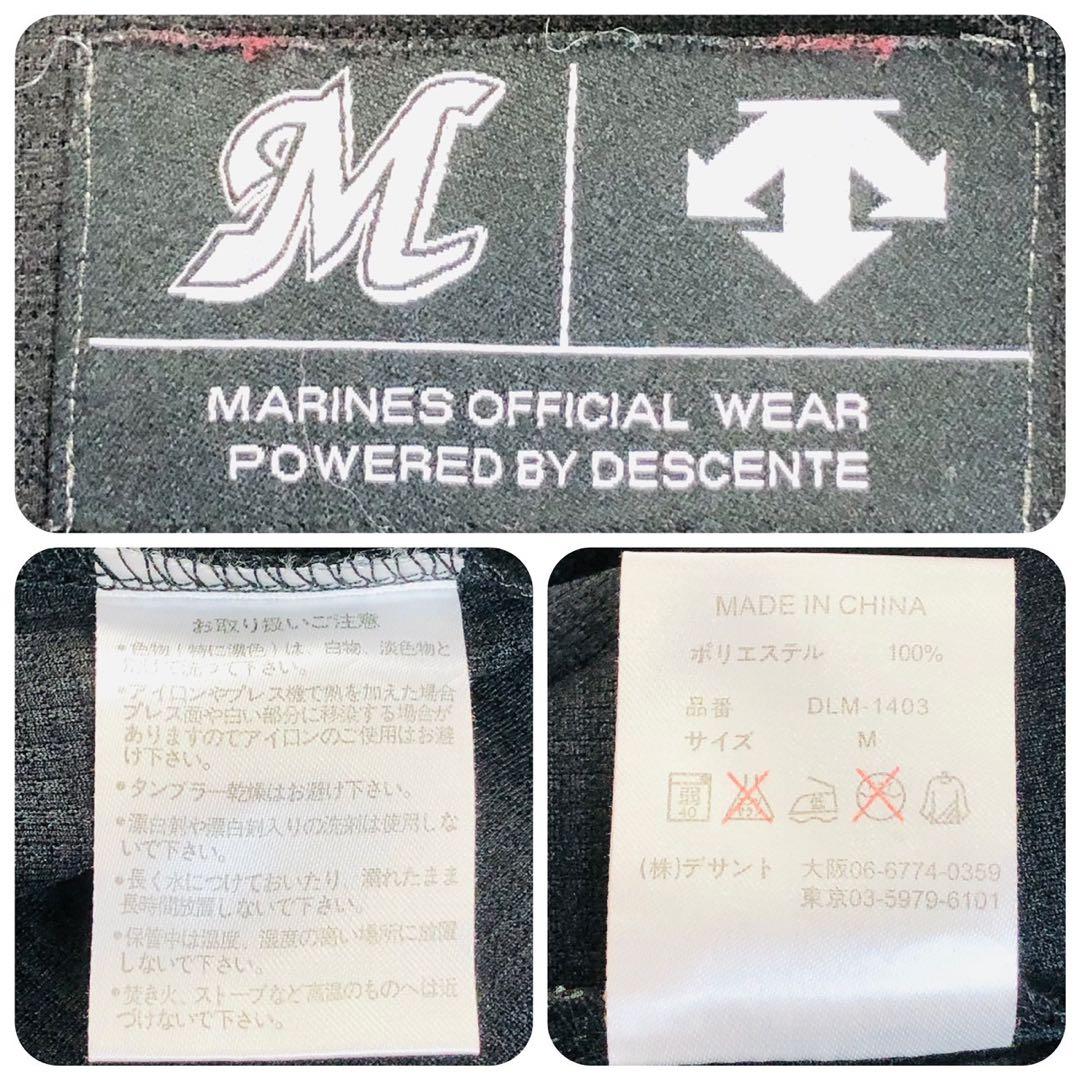 M
MARINES OFFICIAL WEAR
POWERED BY DESCENTE
お取り扱いご注意
•色物(特に濃色)は、白物、淡色物と
分けて洗って下さい。
•アイロンやプレス機で熱を加えた場合
プレス面や白い部分に移染する場合が
ありますのでアイロンのご使用はお避
け下さい。
•タンブラー乾燥はお避け下さい。
•漂白剤や漂白剤入りの洗剤は使用しな
いで下さい。
•長く水につけておいたり、濡れたまま
長時間放置しないで下さい。
•保管中は温度、湿度の高い場所に放置
しないで下さい。
•焚き火、ストーブなど高温のものへは近
づけないで下さい。
MADE IN CHINA
ポリエステル 100%
品番 DLM-1403
サイズ M
弱 40 低
(株)デサント 大阪06-6774-0359
東京03-5979-6101